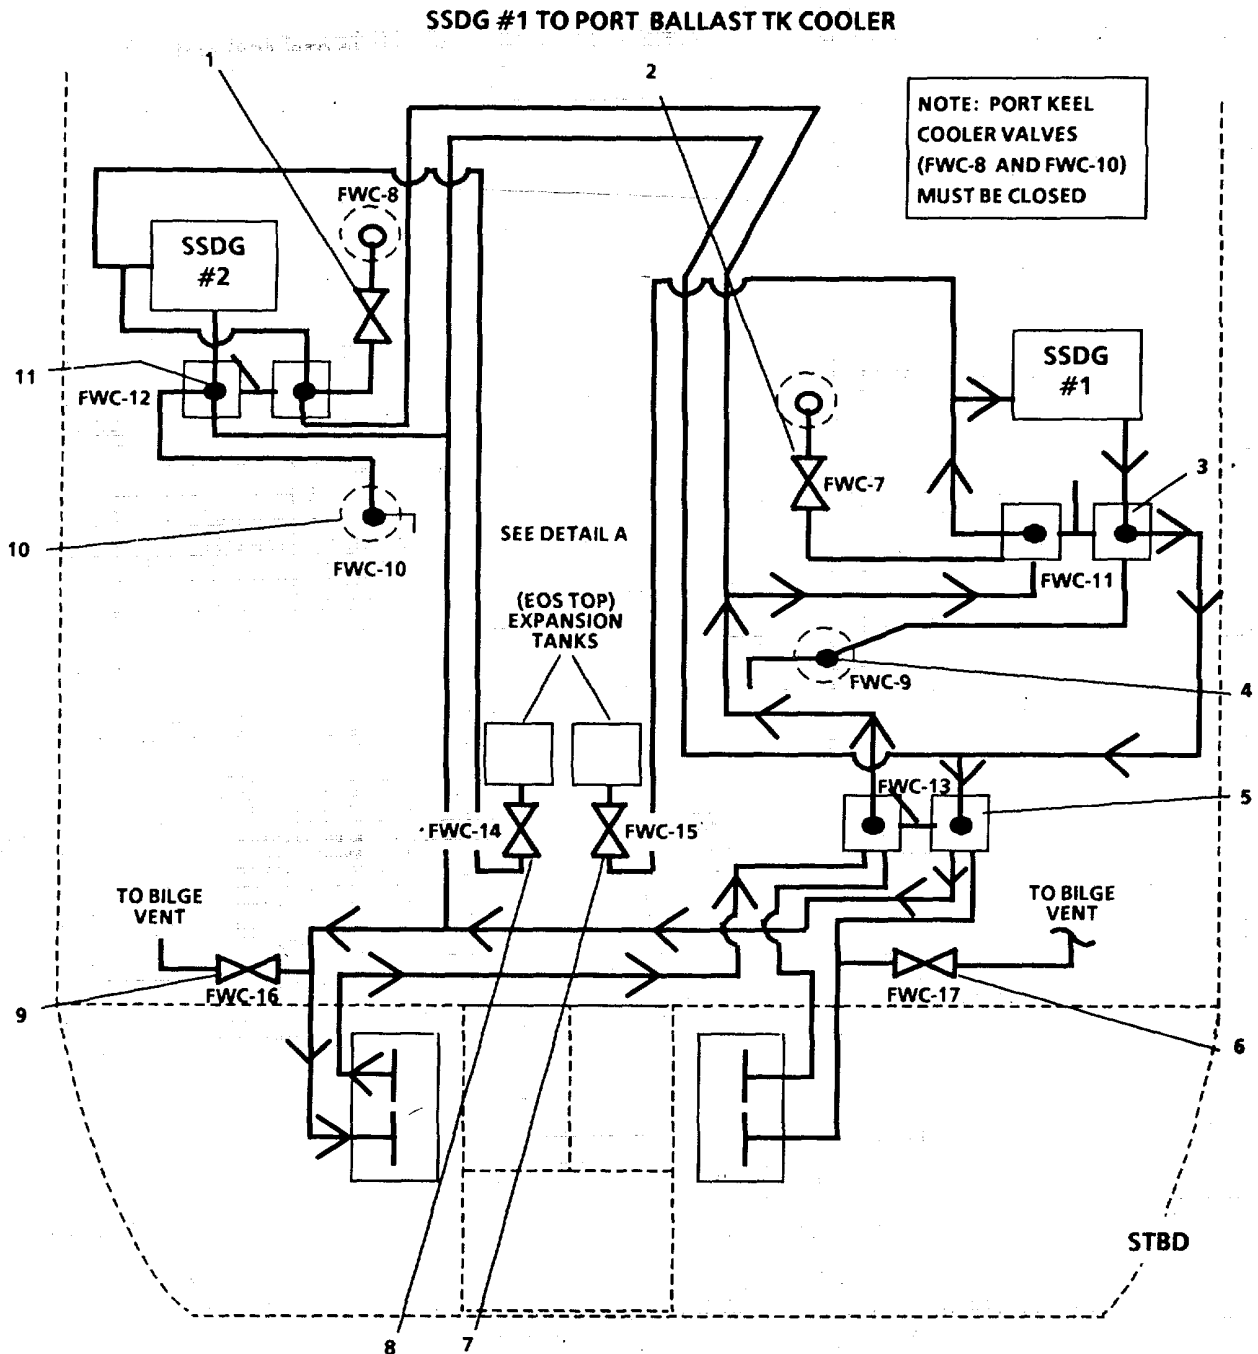 SSDG #1 TO PORT BALLAST TK COOLER
1
2
NOTE: PORT KEEL
COOLER VALVES
(FWC-8 AND FWC-10)
MUST BE CLOSED
FWC-8
SSDG
#2
SSDG
#1
11
FWC-12
FWC-7
3
10
FWC-10
SEE DETAIL A
FWC-11
(EOS TOP)
EXPANSION
TANKS
FWC-9
4
FWC-13
5
FWC-14
FWC-15
TO BILGE
VENT
TO BILGE
VENT
FWC-16
FWC-17
9
6
STBD
8
7